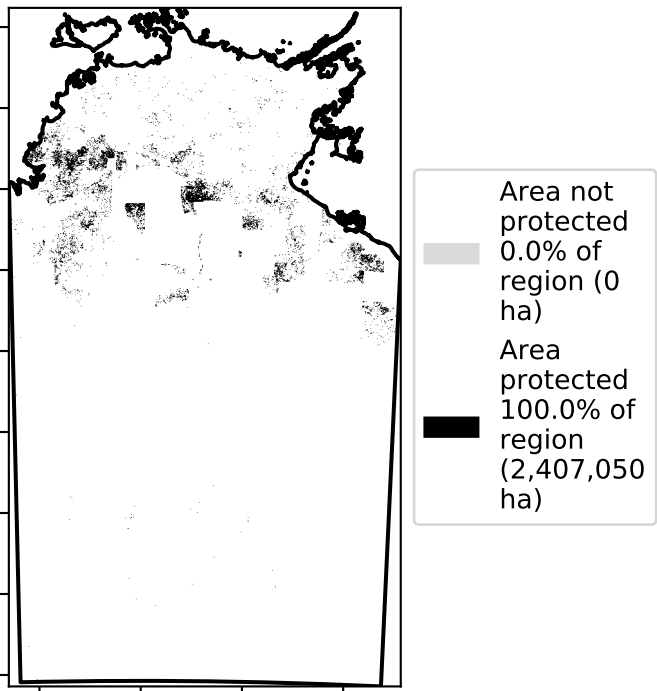 Area not
protected
0.0% of
region (0
ha)
Area
protected
100.0% of
region
(2,407,050
ha)